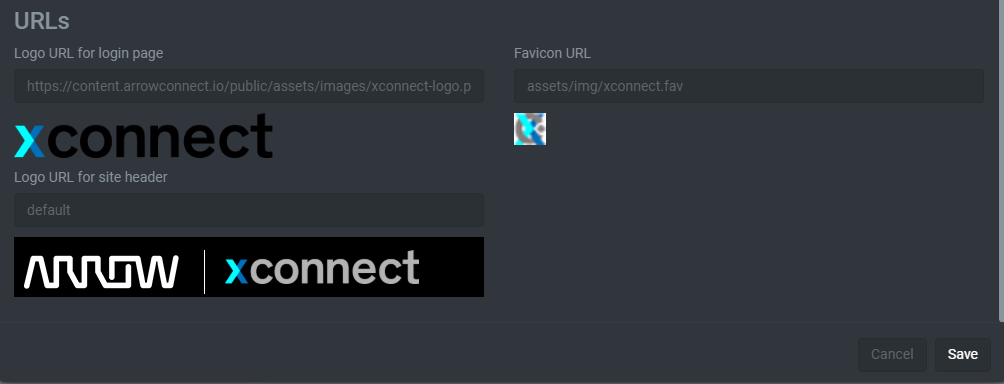 URLs
Logo URL for login page
https://content.arrowconnect.io/public/assets/images/xconnect-logo.p
xconnect
Logo URL for site header
default
ARROW | xconnect
Favicon URL
assets/img/xconnect.fav
Cancel
Save